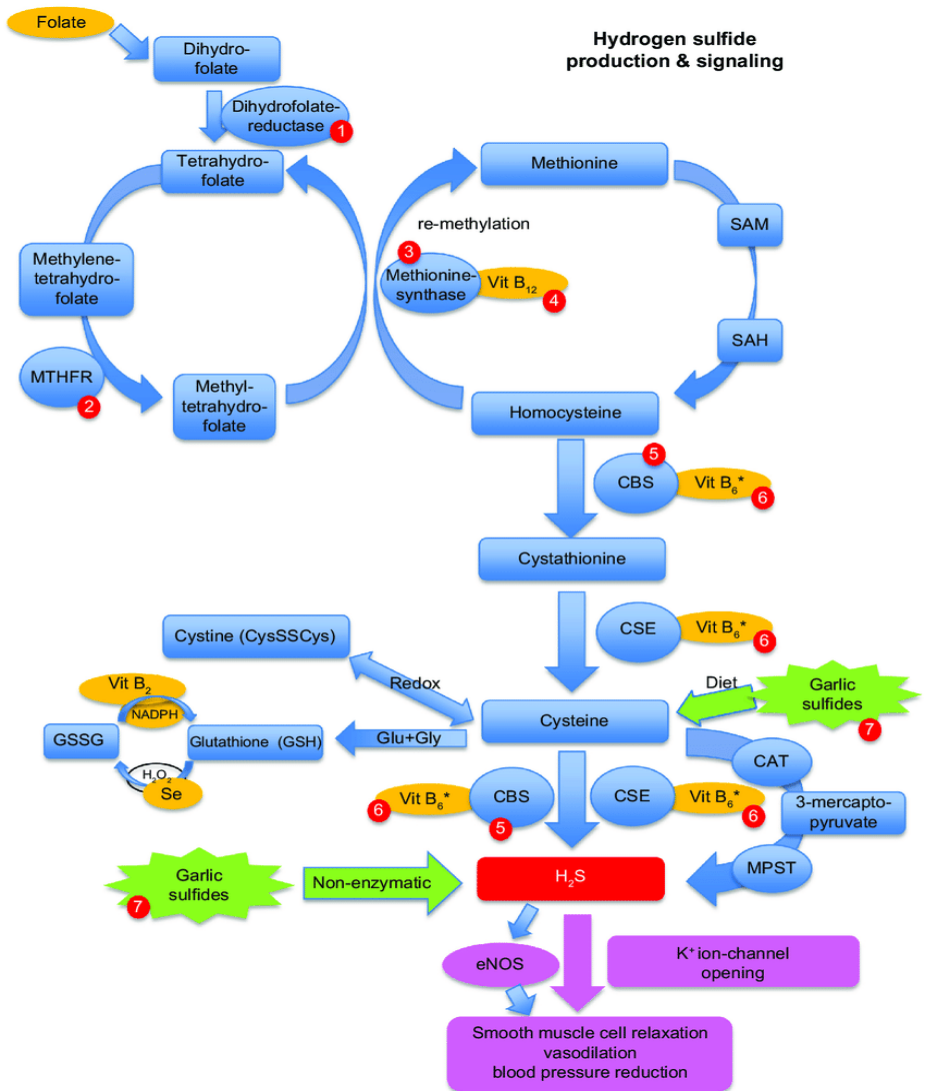 Folate
Hydrogen sulfide
production & signaling
Dihydro-
folate
Dihydrofolate-
reductase
1
Tetrahydro-
folate
Methionine
re-methylation
SAM
3
Methionine-
synthase
Vit B12
4
Methylene-
tetrahydro-
folate
MTHFR
2
SAH
Methyl-
tetrahydro-
folate
Homocysteine
5
CBS
Vit B6*
6
Cystathionine
CSE
Vit B6*
6
Cystine (CysSSCys)
Redox
Diet
Garlic
sulfides
7
Vit B2
NADPH
GSSG
Glutathione (GSH)
H2O2
Se
Glu+Gly
Cysteine
CAT
6
Vit B6*
CBS
5
CSE
Vit B6*
6
3-mercapto-
pyruvate
MPST
Garlic
sulfides
7
Non-enzymatic
H2S
eNOS
K+ ion-channel
opening
Smooth muscle cell relaxation
vasodilation
blood pressure reduction